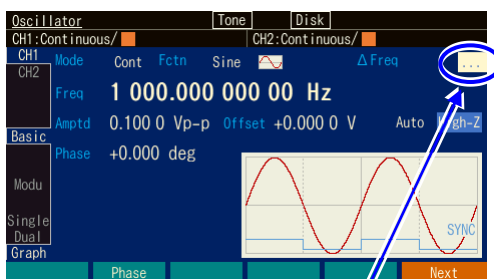 Oscillator Tone Disk
CH1:Continuous/ CH2:Continuous/
CH1 Mode Cont Fctn Sine ΔFreq ...
CH2
Freq 1 000.000 000 00 Hz
Amptd 0.100 0 Vp-p Offset +0.000 0 V Auto High-Z
Basic
Phase +0.000 deg
Modu
Single
Dual
SYNC
Graph
Phase Next